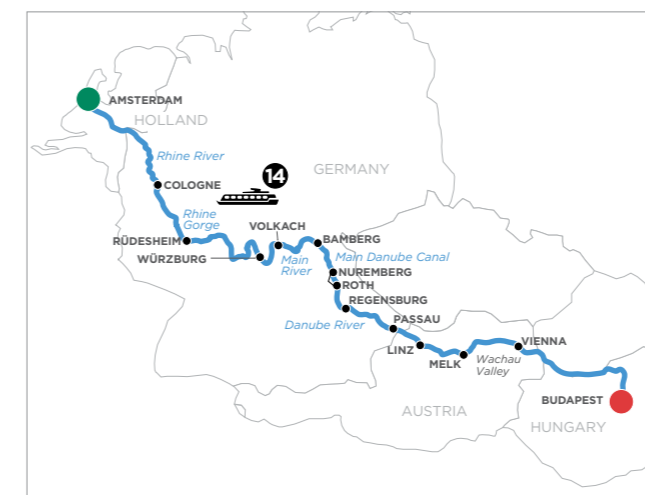 AMSTERDAM
HOLLAND
Rhine River
GERMANY
14
COLOGNE
Rhine
Gorge
VOLKACH
RÜDESHEIM
BAMBERG
WÜRZBURG
Main
River
Main Danube Canal
NUREMBERG
ROTH
REGENSBURG
Danube River
PASSAU
LINZ
VIENNA
MELK
Wachau
Valley
BUDAPEST
AUSTRIA
HUNGARY